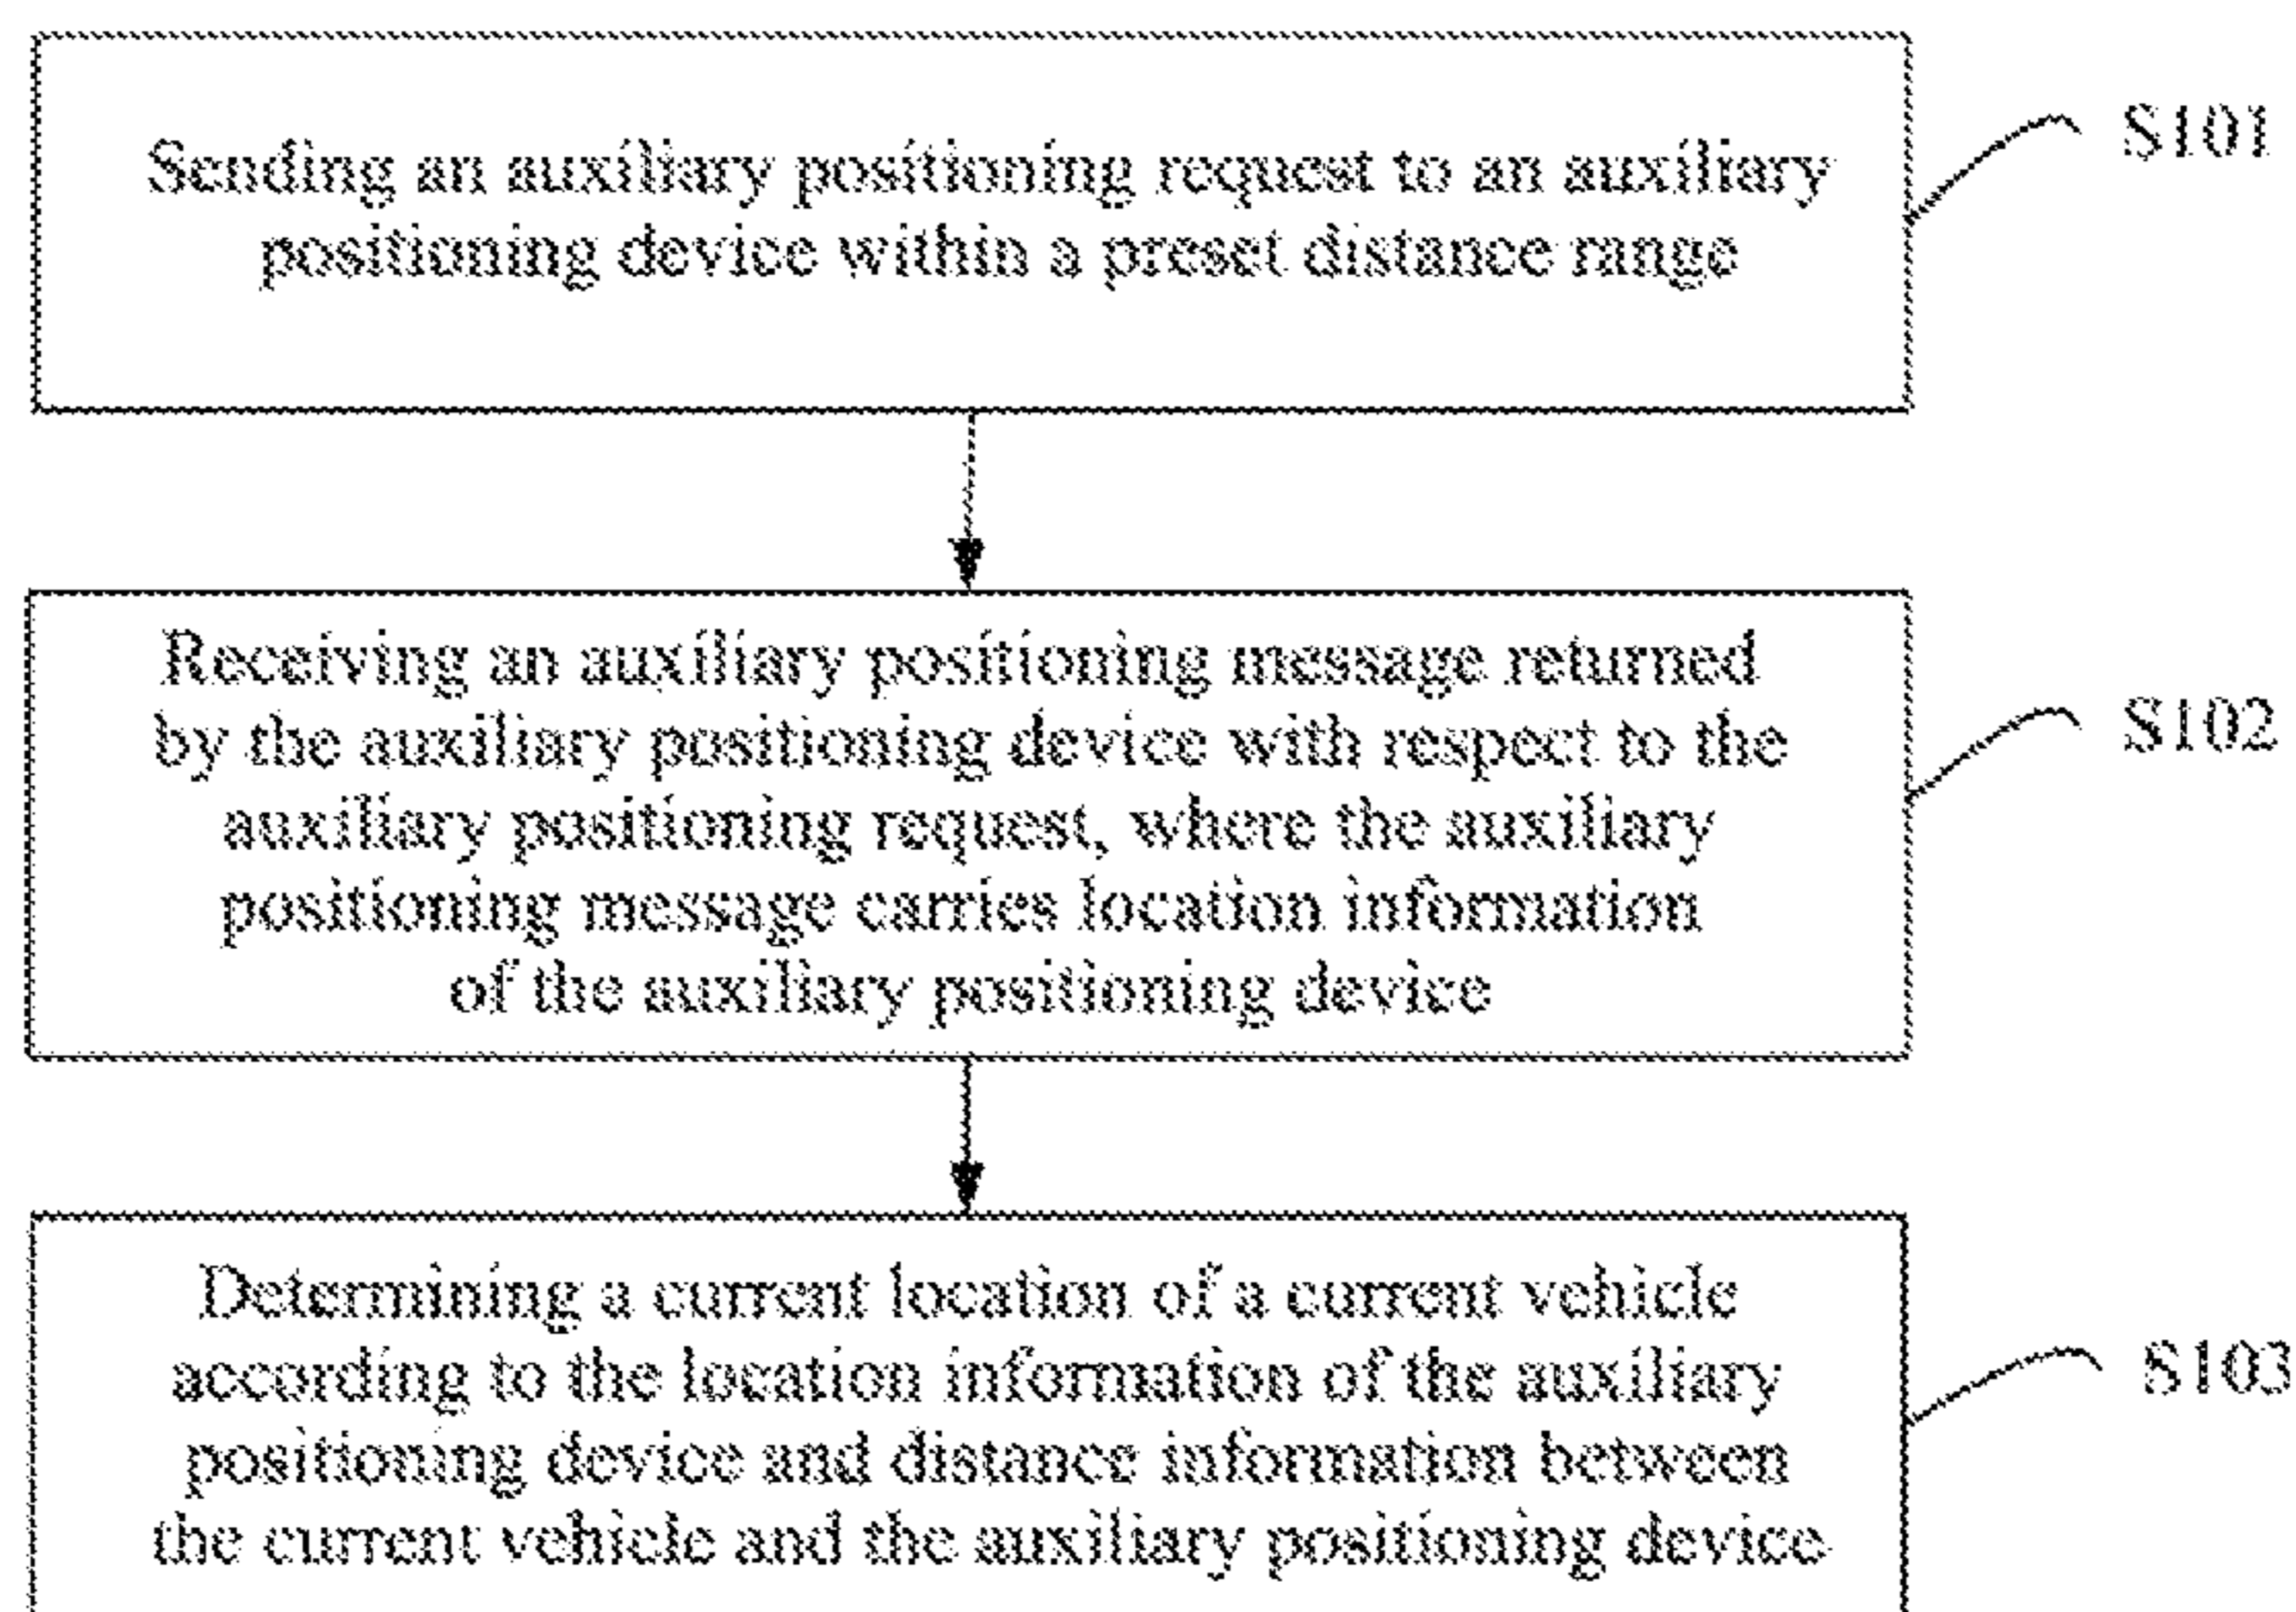 Sending an auxiliary positioning request to an auxiliary
positioning device within a preset distance range
S101
Receiving an auxiliary positioning message returned
by the auxiliary positioning device with respect to the
auxiliary positioning request, where the auxiliary
positioning message carries location information
of the auxiliary positioning device
S102
Determining a current location of a current vehicle
according to the location information of the auxiliary
positioning device and distance information between
the current vehicle and the auxiliary positioning device
S103